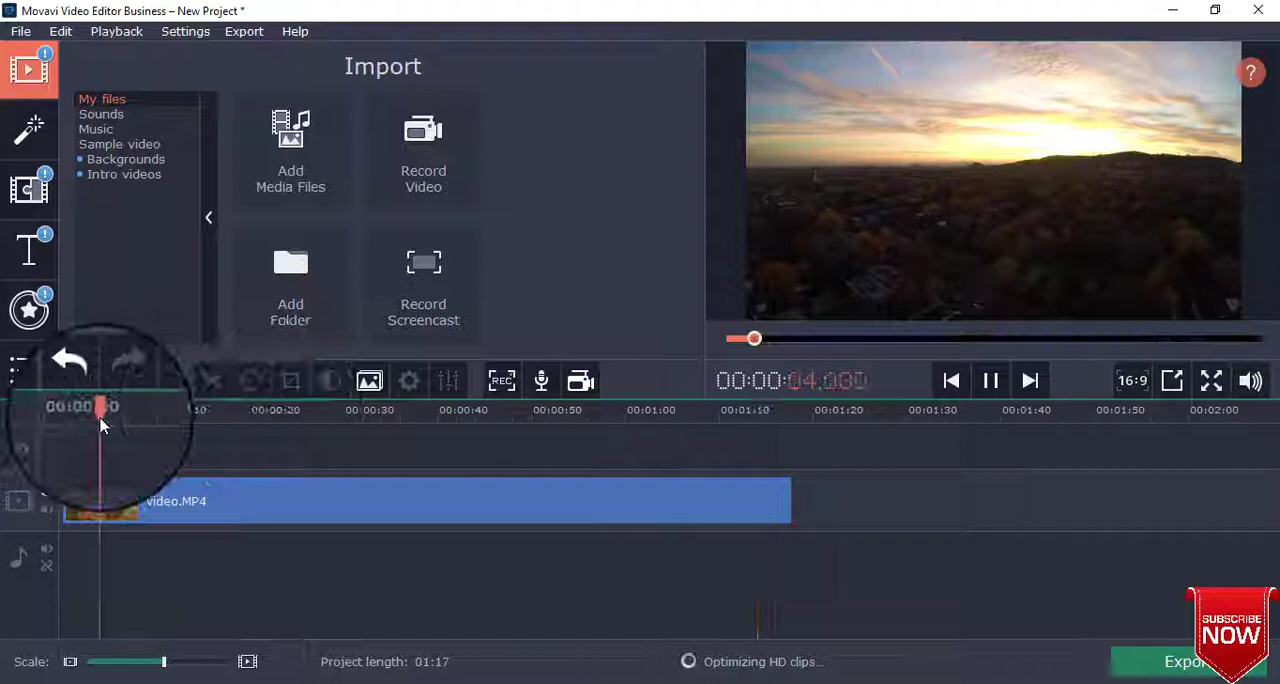 Movavi Video Editor Business – New Project *
File Edit Playback Settings Export Help
Import
My files
Sounds
Music
Sample video
Backgrounds
Intro videos
Add
Media Files
Record
Video
Add
Folder
Record
Screencast
?
REC
16:9
00:00:20 00:00:30 00:00:40 00:00:50 00:01:00 00:01:10 00:01:20 00:01:30 00:01:40 00:01:50 00:02:00
video.MP4
Scale:
Project length: 01:17
Optimizing HD clips...
SUBSCRIBE
NOW